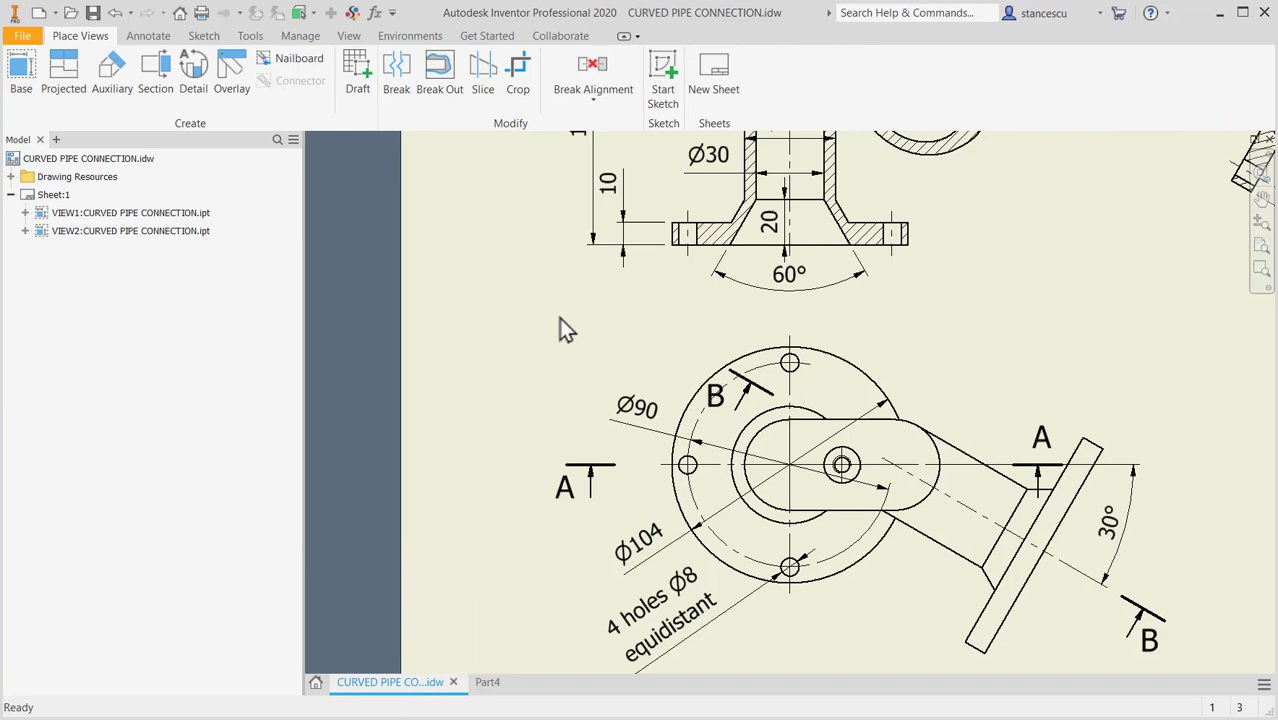 Autodesk Inventor Professional 2020 CURVED PIPE CONNECTION.idw
Search Help & Commands...
stancescu
PRO
File
Place Views
Annotate
Sketch
Tools
Manage
View
Environments
Get Started
Collaborate
Base
Projected
Auxiliary
Section
Detail
Overlay
Nailboard
Connector
Draft
Break
Break Out
Slice
Crop
Break Alignment
Start
Sketch
New Sheet
Create
Modify
Sketch
Sheets
Model
CURVED PIPE CONNECTION.idw
Drawing Resources
Sheet:1
VIEW1:CURVED PIPE CONNECTION.ipt
VIEW2:CURVED PIPE CONNECTION.ipt
Ø30
10
20
60°
B
Ø90
A
A
Ø104
30°
4 holes Ø8
equidistant
B
CURVED PIPE CO...idw
Part4
Ready
1
3